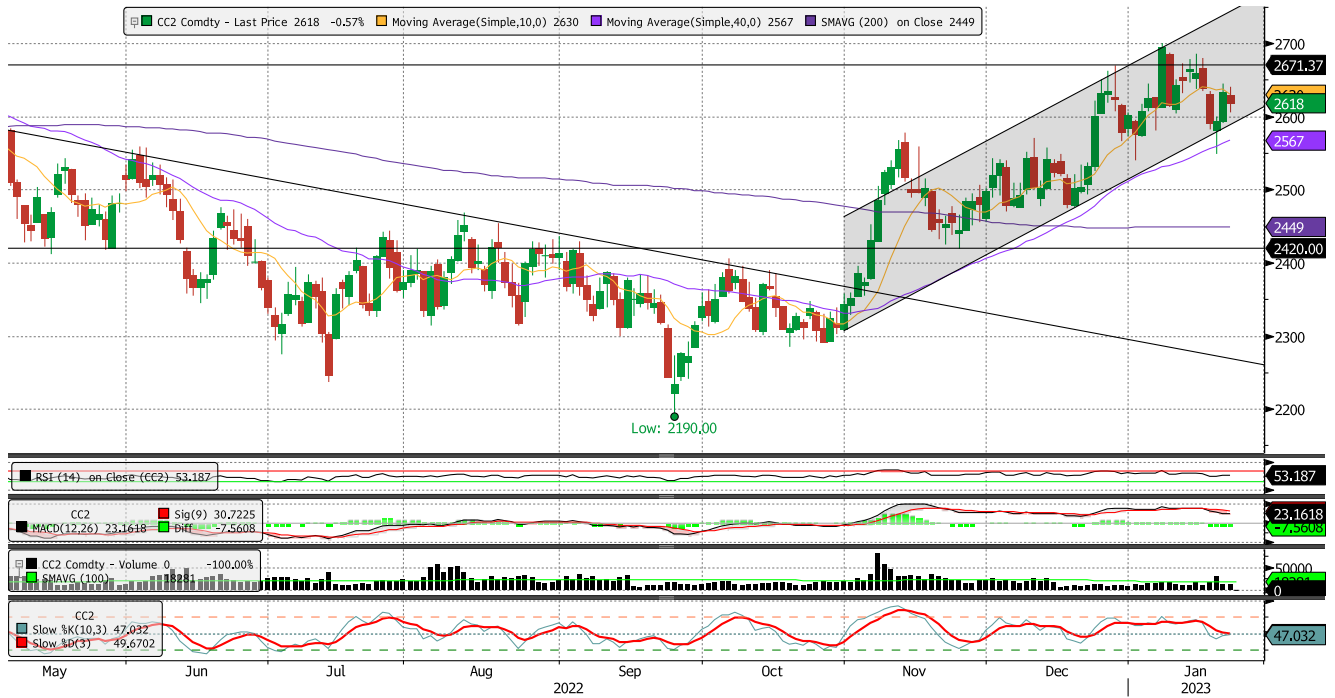 CC2 Comdty - Last Price 2618 -0.57% Moving Average(Simple,10,0) 2630 Moving Average(Simple,40,0) 2567 SMAVG (200) on Close 2449
2700
2671.37
2618
2600
2567
2500
2449
2420.00
2400
2300
2200
Low: 2190.00
RSI (14) on Close (CC2) 53.187
53.187
CC2 Sig(9) 30.7225
MACD(12,26) 23.1618 Diff -7.5608
23.1618
-7.5608
CC2 Comdty - Volume 0 -100.00%
SMAVG (100) 18281
50000
0
CC2
Slow %K(10,3) 47.032
Slow %D(3) 49.6702
47.032
May Jun Jul Aug Sep Oct Nov Dec Jan
2022 2023